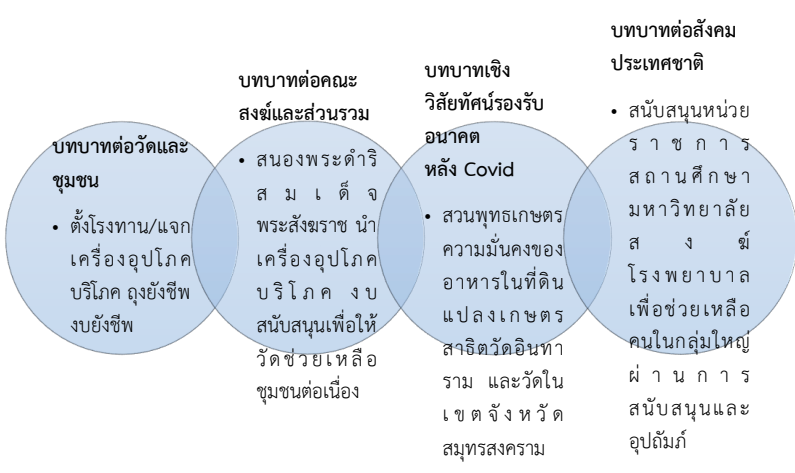 บทบาทต่อวัดและ
ชุมชน
• ตั้งโรงทาน/แจก
เครื่องอุปโภค
บริโภค ถุงยังชีพ
งบยังชีพ
บทบาทต่อคณะ
สงฆ์และส่วนรวม
• สนองพระดำริ
สมเด็จ
พระสังฆราช นำ
เครื่องอุปโภค
บริโภค งบ
สนับสนุนเพื่อให้
วัดช่วยเหลือ
ชุมชนต่อเนื่อง
บทบาทเชิง
วิสัยทัศน์รองรับ
อนาคต
หลัง Covid
• สวนพุทธเกษตร
ความมั่นคงของ
อาหารในที่ดิน
แปลงเกษตร
สาธิตวัดอินทา
ราม และวัดใน
เขตจังหวัด
สมุทรสงคราม
บทบาทต่อสังคม
ประเทศชาติ
• สนับสนุนหน่วย
ราชการ
สถานศึกษา
มหาวิทยาลัย
สงฆ์
โรงพยาบาล
เพื่อช่วยเหลือ
คนในกลุ่มใหญ่
ผ่านการ
สนับสนุนและ
อุปถัมภ์